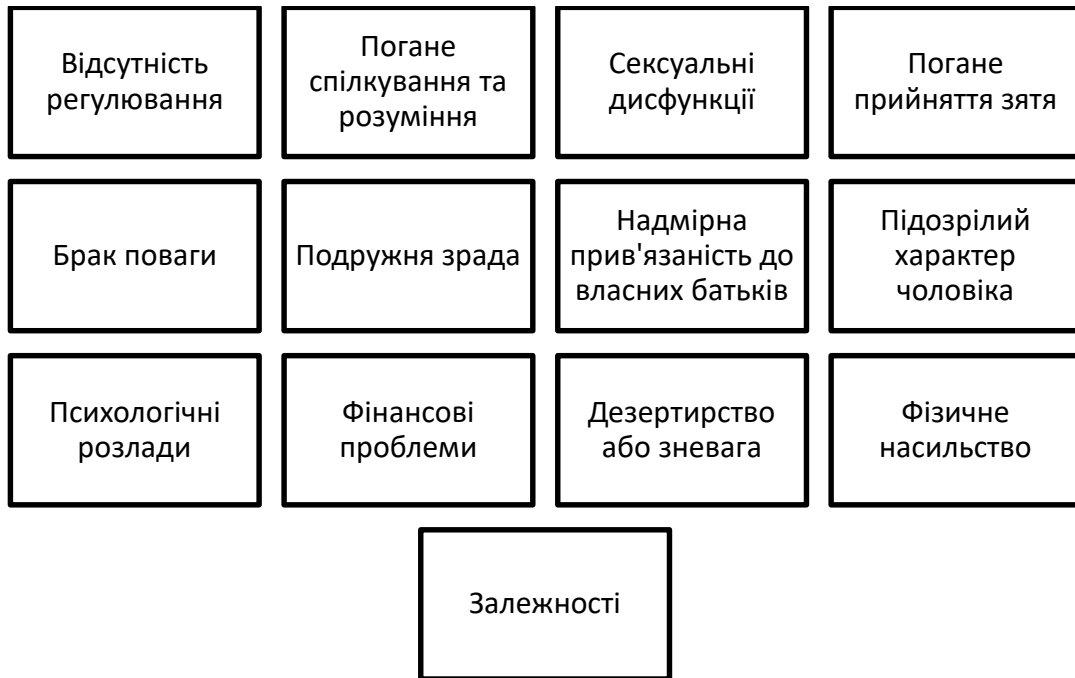 Відсутність
регулювання
Погане
спілкування та
розуміння
Сексуальні
дисфункції
Погане
прийняття зятя
Брак поваги
Подружня зрада
Надмірна
прив'язаність до
власних батьків
Підозрілий
характер
чоловіка
Психологічні
розлади
Фінансові
проблеми
Дезертирство
або зневага
Фізичне
насильство
Залежності